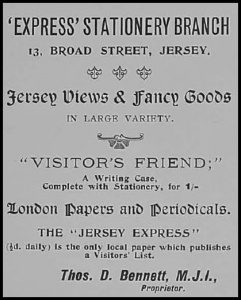 'EXPRESS' STATIONERY BRANCH
13, BROAD STREET, JERSEY.
Jersey Views & Fancy Goods
IN LARGE VARIETY.
"VISITOR'S FRIEND;"
A Writing Case,
Complete with Stationery, for 1/-
London Papers and Periodicals.
THE "JERSEY EXPRESS"
(½d. daily) is the only local paper which publishes
a Visitors' List.
Thos. D. Bennett, M.J.I.,
Proprietor.